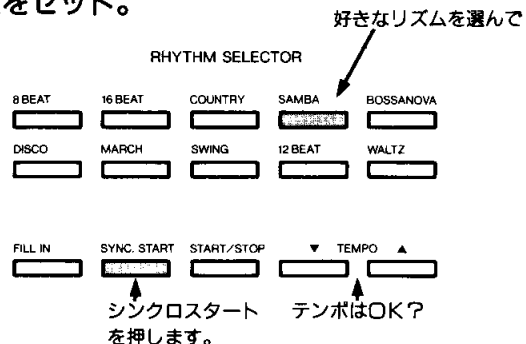 をセット。
好きなリズムを選んで
RHYTHM SELECTOR
8 BEAT 16 BEAT COUNTRY SAMBA BOSSANOVA
DISCO MARCH SWING 12 BEAT WALTZ
FILL IN SYNC. START START/STOP ▼ TEMPO ▲
シンクロスタート
を押します。
テンポはOK?